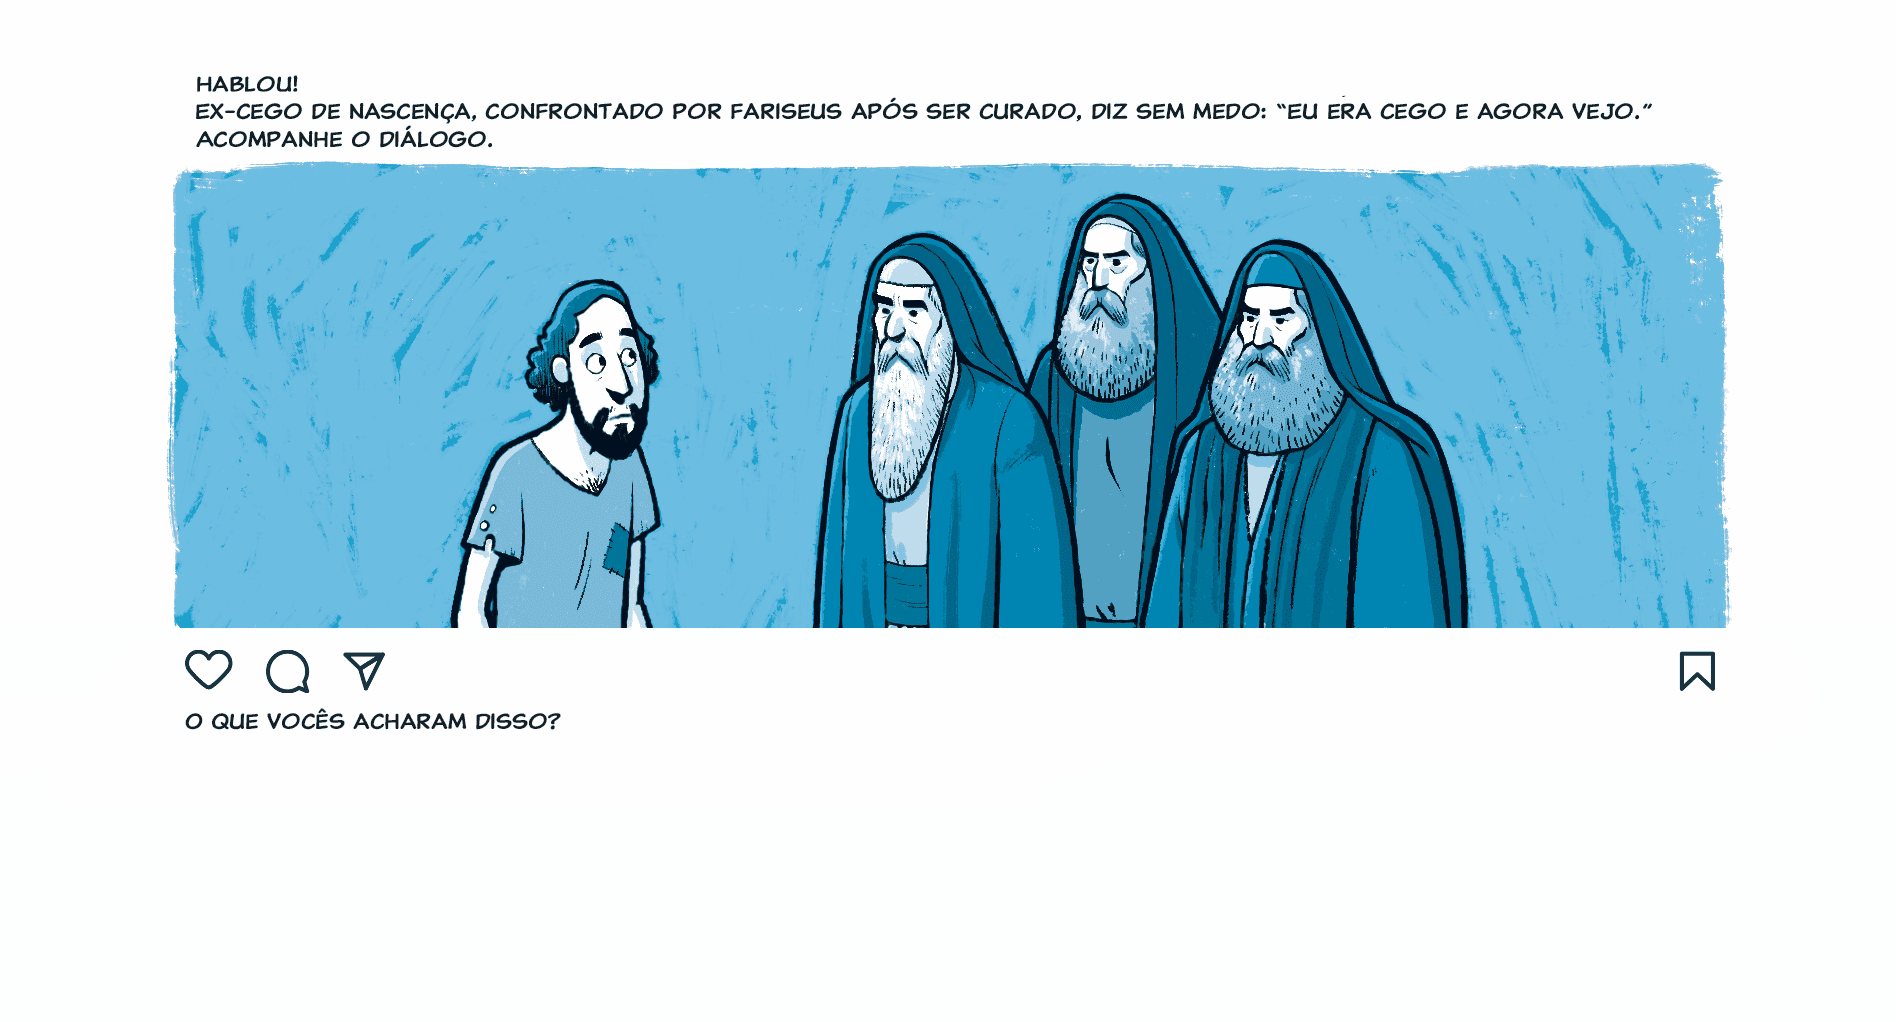 HABLOU!
EX-CEGO DE NASCENÇA, CONFRONTADO POR FARISEUS APÓS SER CURADO, DIZ SEM MEDO: “EU ERA CEGO E AGORA VEJO.”
ACOMPANHE O DIÁLOGO.
O QUE VOCÊS ACHARAM DISSO?